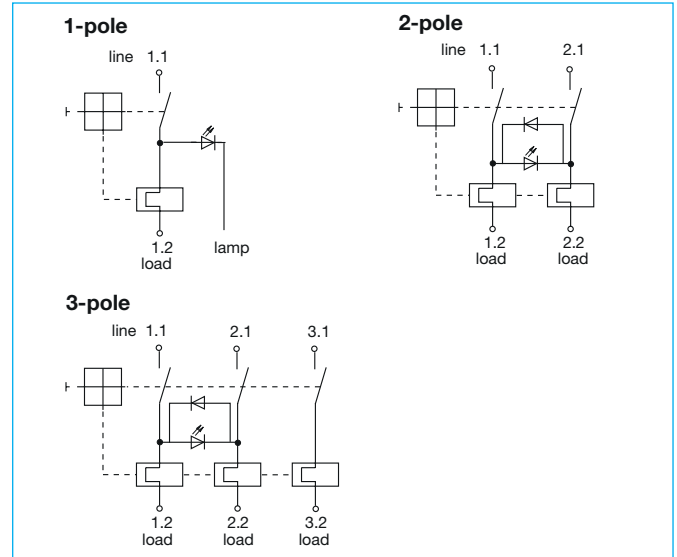 1-pole
line 1.1
lamp
1.2
load
2-pole
line 1.1 2.1
1.2 2.2
load load
3-pole
line 1.1 2.1 3.1
1.2 2.2 3.2
load load load